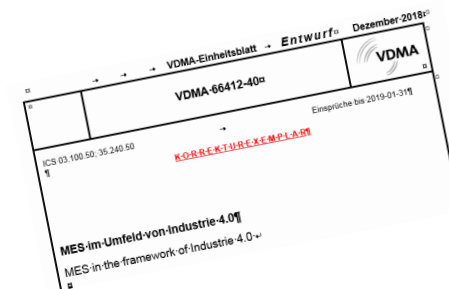 VDMA-Einheitsblatt Entwurf Dezember 2018
VDMA 66412-40
VDMA
Einsprüche bis 2019-01-31
ICS 03.100.50; 35.240.50
KORREKTUREXEMPLAR
MES im Umfeld von Industrie 4.0
MES in the framework of Industrie 4.0